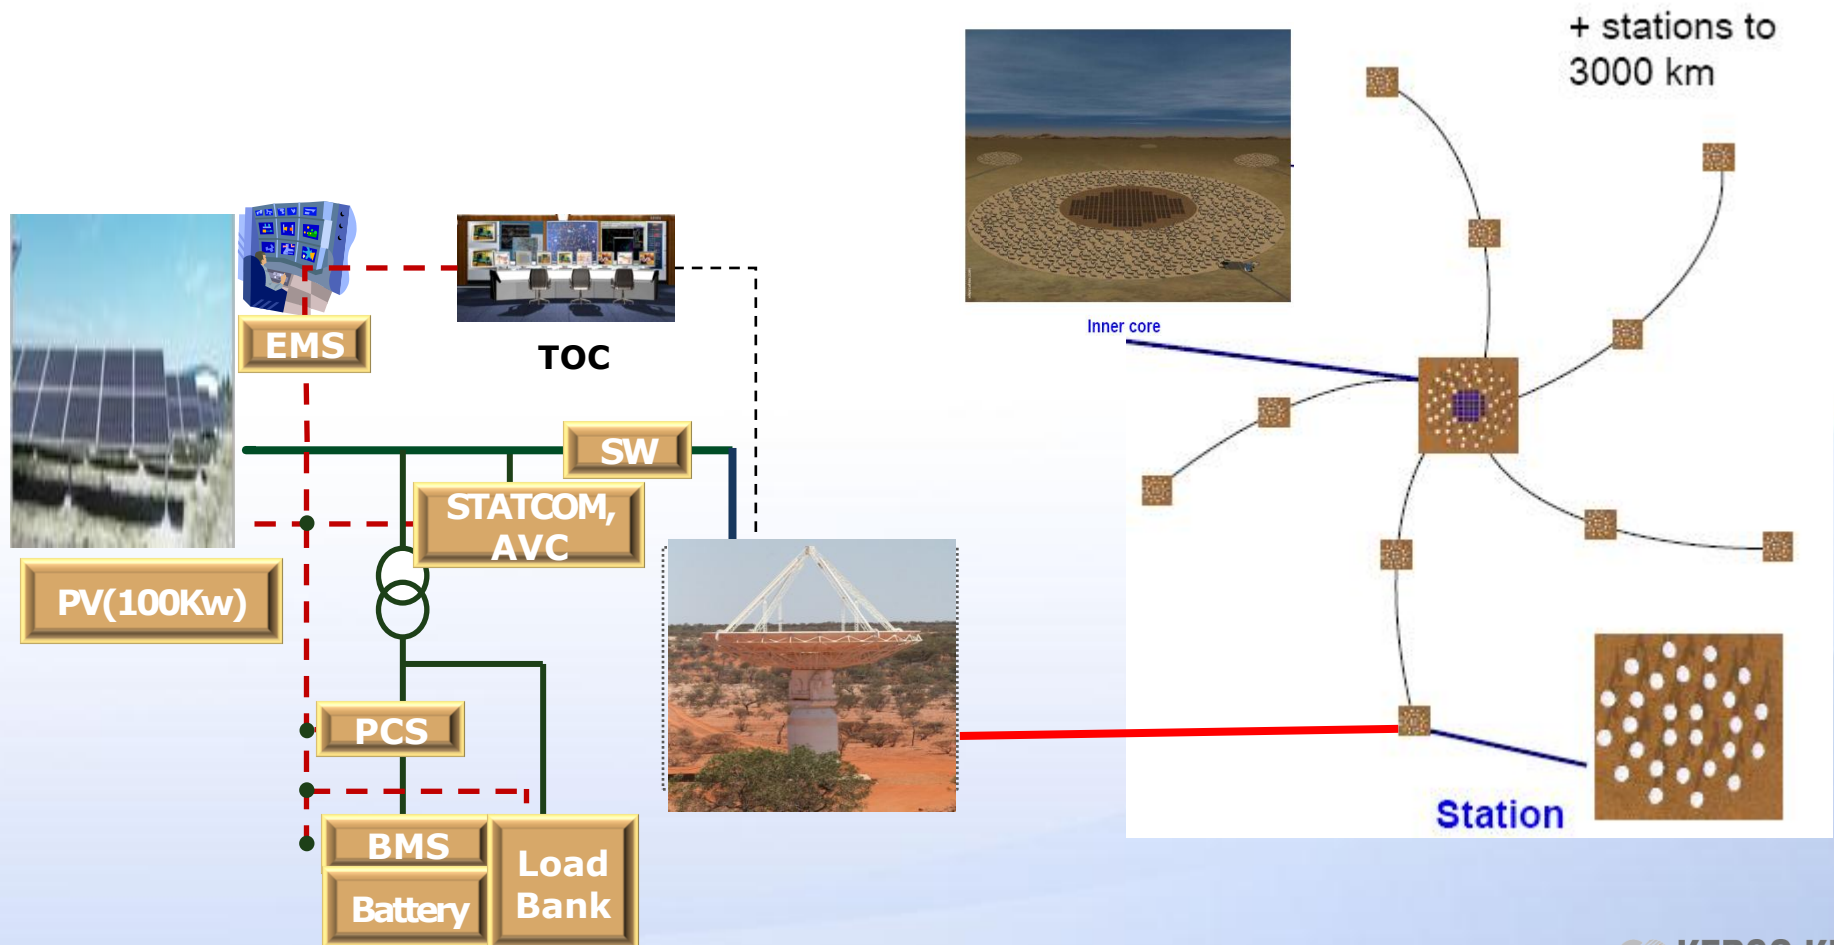 + stations to
3000 km
Inner core
EMS
TOC
SW
STATCOM,
AVC
PV(100Kw)
PCS
BMS
Load
Bank
Battery
Station